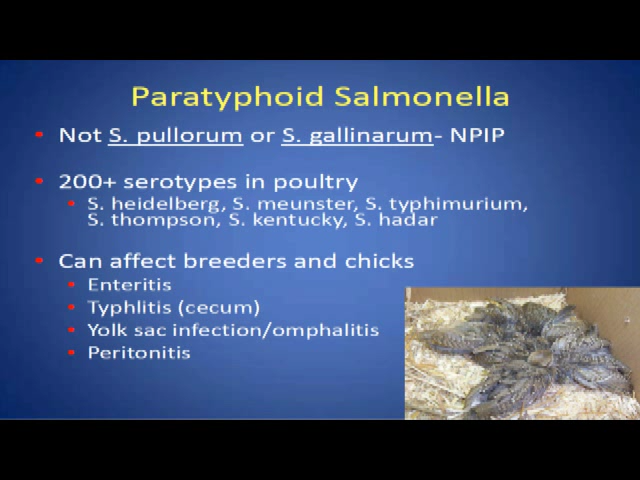 Paratyphoid Salmonella
• Not S. pullorum or S. gallinarum- NPIP
• 200+ serotypes in poultry
• S. heidelberg, S. meunster, S. typhimurium,
S. thompson, S. kentucky, S. hadar
• Can affect breeders and chicks
• Enteritis
• Typhlitis (cecum)
• Yolk sac infection/omphalitis
• Peritonitis